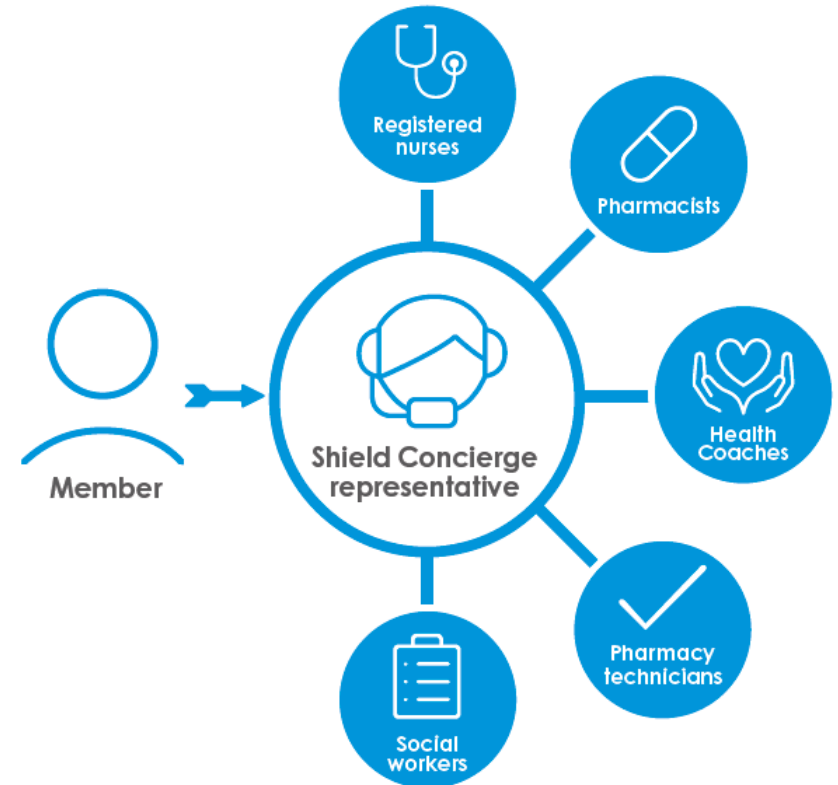 Registered
nurses
Pharmacists
Health
Coaches
Pharmacy
technicians
Social
workers
Shield Concierge
representative
Member